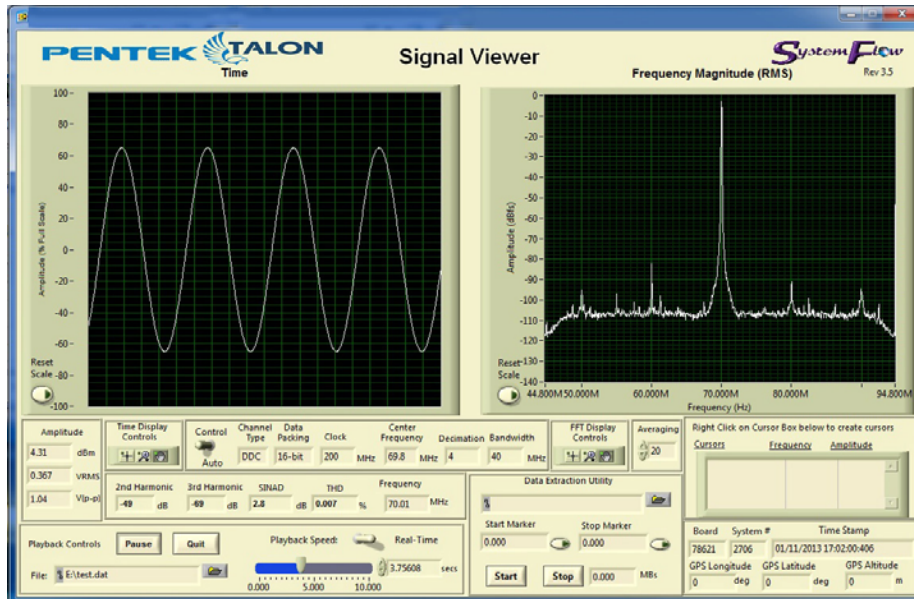 PENTEK TALON
Signal Viewer
SystemFlow
Rev 3.5
Time
100
80
60
40
20
0
-20
-40
-60
-80
-100
Amplitude (% Full Scale)
Reset
Scale
Frequency Magnitude (RMS)
0
-10
-20
-30
-40
-50
-60
-70
-80
-90
-100
-110
-120
-130
-140
Amplitude (dBfs)
Reset
Scale
44.800M 50.000M 60.000M 70.000M 80.000M 94.800M
Frequency (Hz)
Amplitude
4.31 dBm
0.367 VRMS
1.04 V(p-p)
Time Display
Controls
Control
Auto
Channel
Type
DDC
Data
Packing
16-bit
Clock
200 MHz
Center
Frequency
69.8 MHz
Decimation
4
Bandwidth
40 MHz
FFT Display
Controls
Averaging
20
Right Click on Cursor Box below to create cursors
Cursors Frequency Amplitude
2nd Harmonic
-49 dB
3rd Harmonic
-69 dB
SINAD
2.8 dB
THD
0.007 %
Frequency
70.01 MHz
Data Extraction Utility
Start Marker
0.000
Stop Marker
0.000
Start Stop 0.000 MBs
Playback Controls Pause Quit
File: E:\test.dat
Playback Speed: Real-Time
0.000 5.000 10.000
3.75608 secs
Board System # Time Stamp
78621 2706 01/11/2013 17:02:00:406
GPS Longitude GPS Latitude GPS Altitude
0 deg 0 deg 0 m